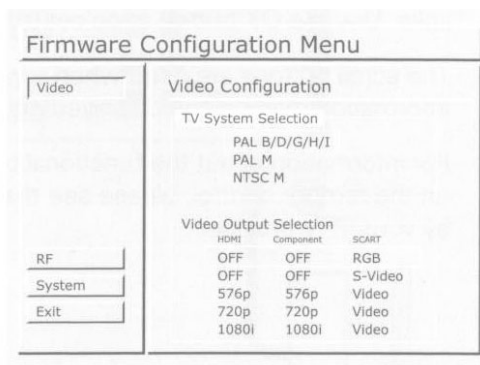 Firmware Configuration Menu
Video
RF
System
Exit
Video Configuration
TV System Selection
PAL B/D/G/H/I
PAL M
NTSC M
Video Output Selection
HDMI Component SCART
OFF OFF RGB
OFF OFF S-Video
576p 576p Video
720p 720p Video
1080i 1080i Video